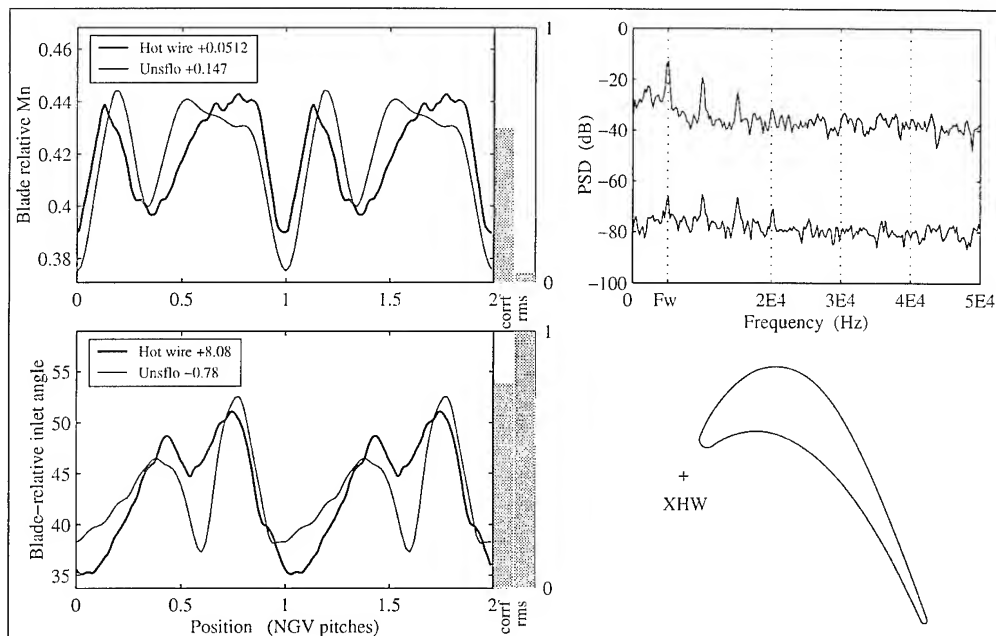 0.46
0.44
0.42
0.4
0.38
Blade relative Mn
Hot wire +0.0512
Unsflo +0.147
0
0.5
1
1.5
2
1
0
corrf
rms
0
−20
−40
−60
−80
−100
PSD (dB)
0
Fw
2E4
3E4
4E4
5E4
Frequency (Hz)
55
50
45
40
35
Blade−relative inlet angle
Hot wire +8.08
Unsflo −0.78
0
0.5
1
1.5
2
Position (NGV pitches)
1
0
corrf
rms
+
XHW